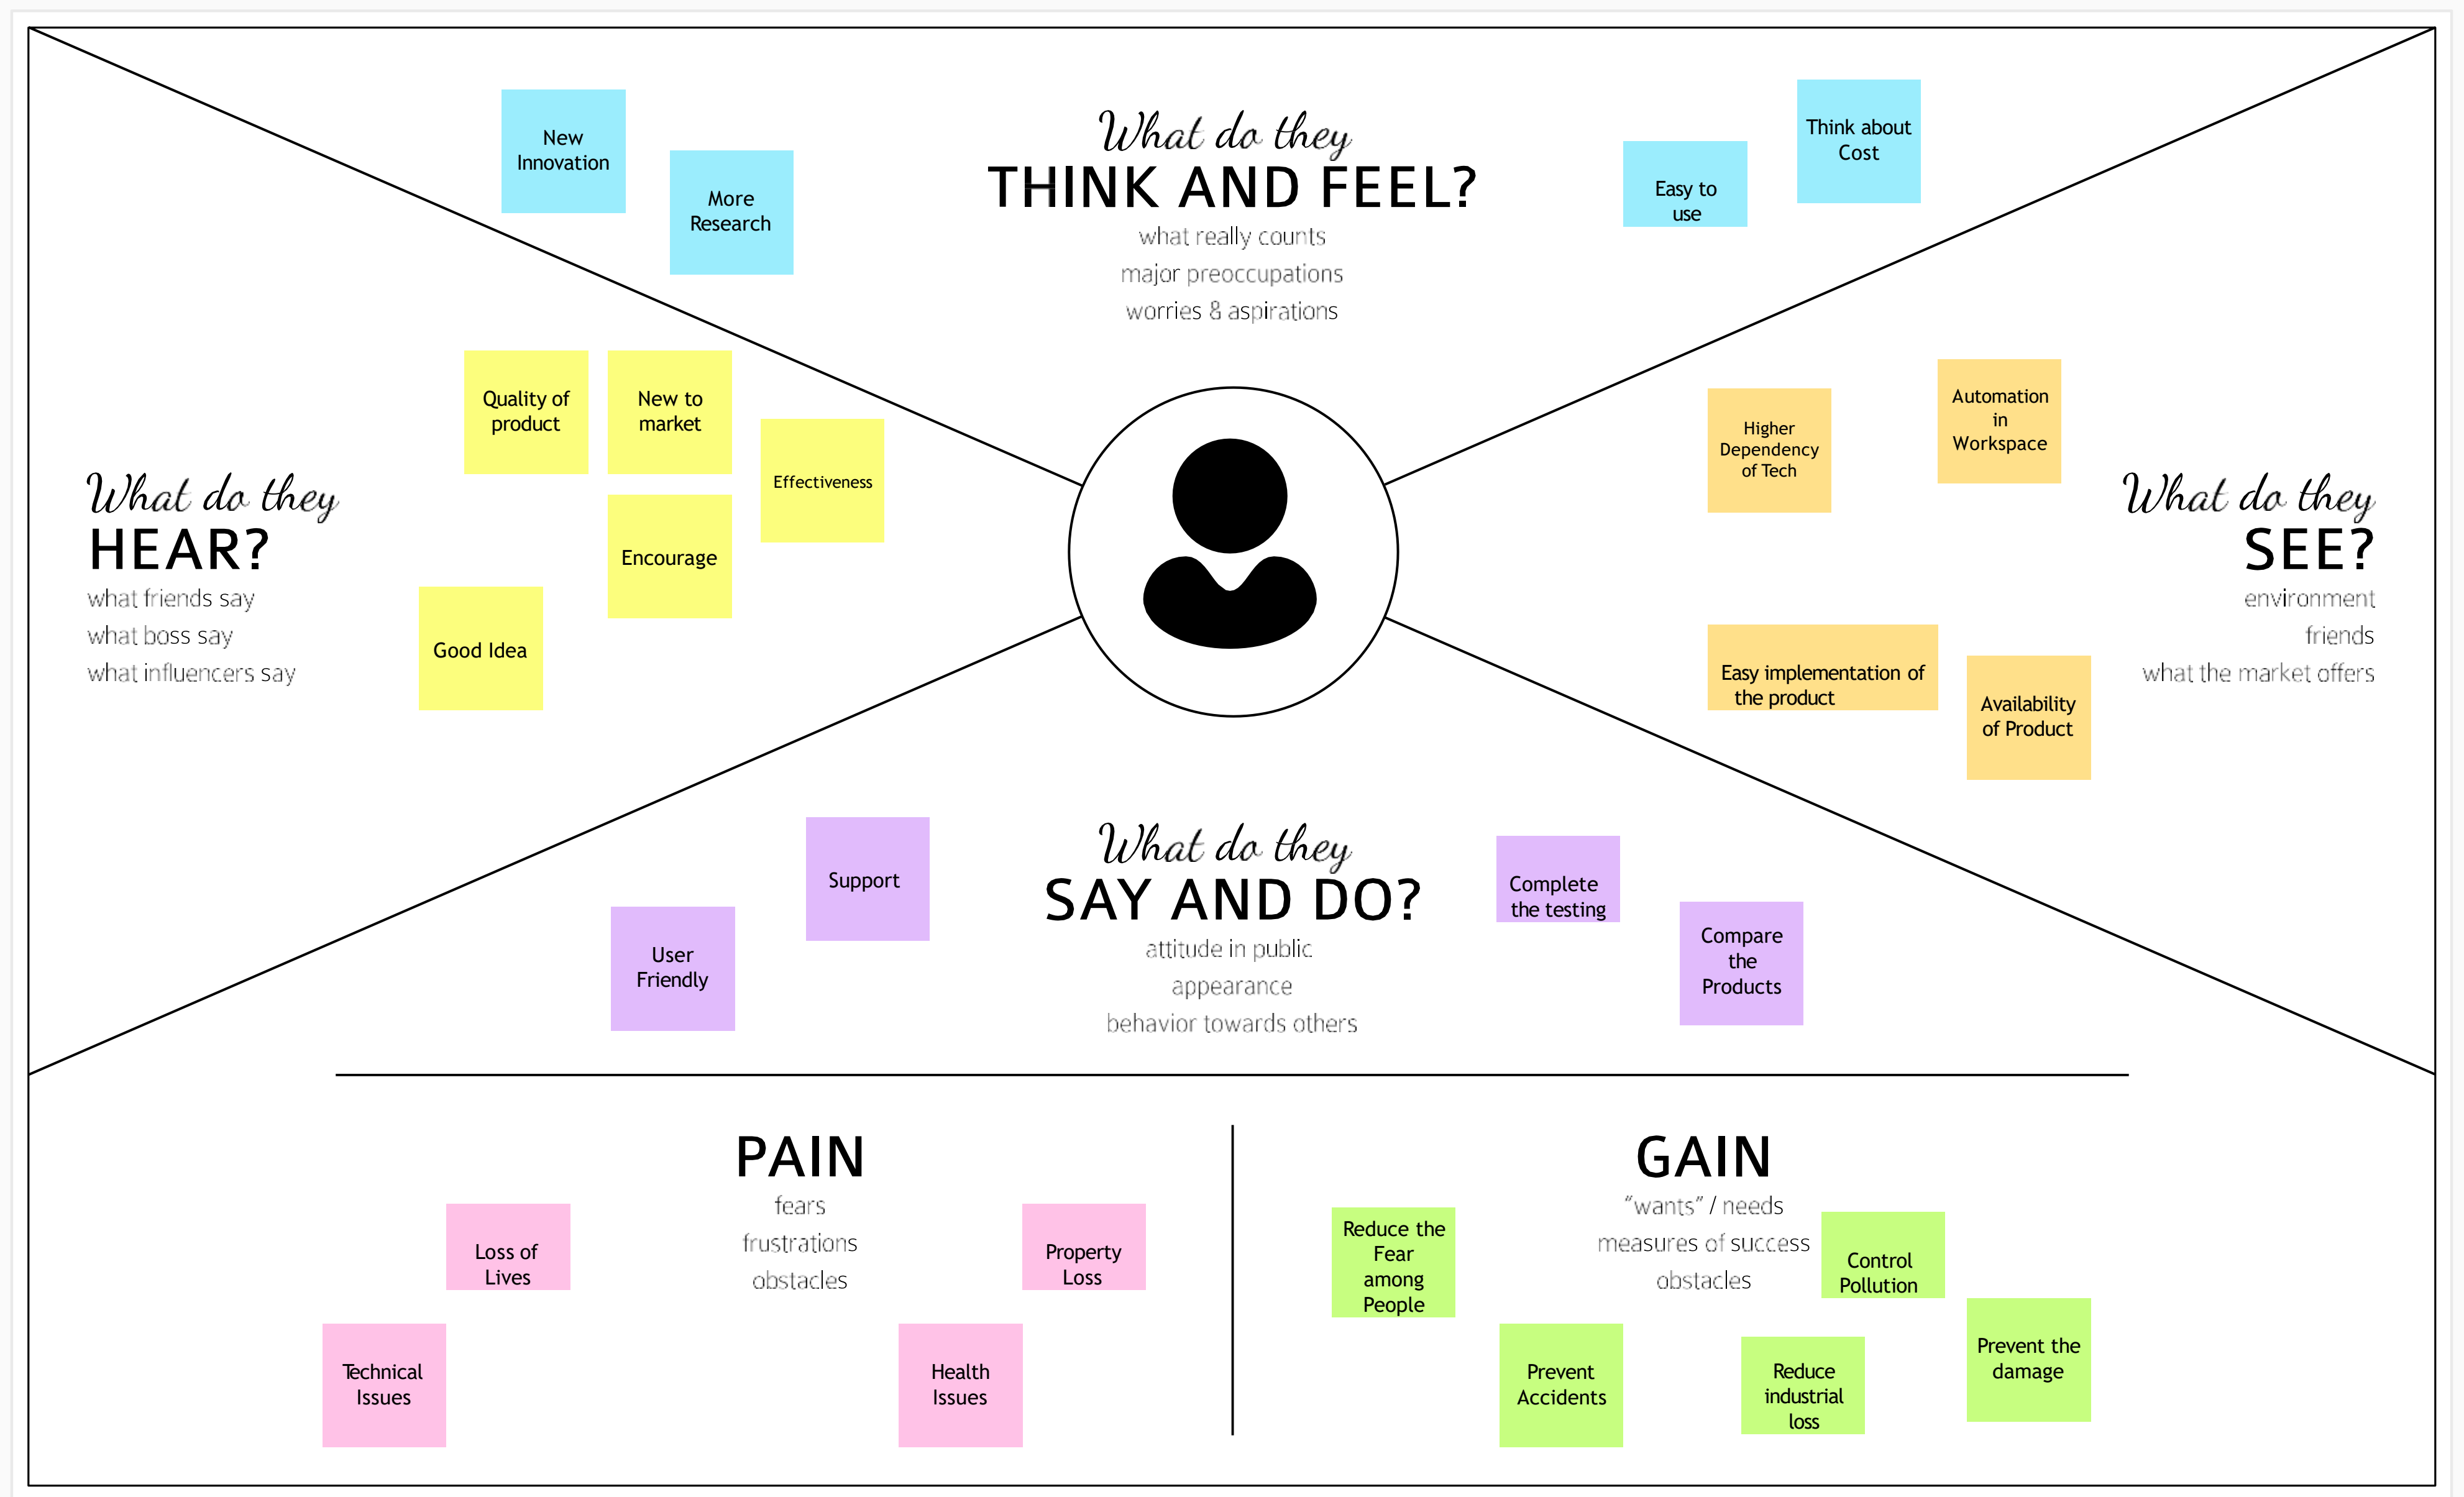 What do they
THINK AND FEEL?
what really counts
major preoccupations
worries & aspirations
New
Innovation
More
Research
Easy to
use
Think about
Cost
What do they
HEAR?
what friends say
what boss say
what influencers say
Quality of
product
New to
market
Effectiveness
Encourage
Good Idea
What do they
SEE?
environment
friends
what the market offers
Higher
Dependency
of Tech
Automation
in
Workspace
Easy implementation of
the product
Availability
of Product
What do they
SAY AND DO?
attitude in public
appearance
behavior towards others
Support
User
Friendly
Complete
the testing
Compare
the
Products
PAIN
fears
frustrations
obstacles
Loss of
Lives
Property
Loss
Technical
Issues
Health
Issues
GAIN
“wants” / needs
measures of success
obstacles
Reduce the
Fear
among
People
Control
Pollution
Prevent
Accidents
Reduce
industrial
loss
Prevent the
damage